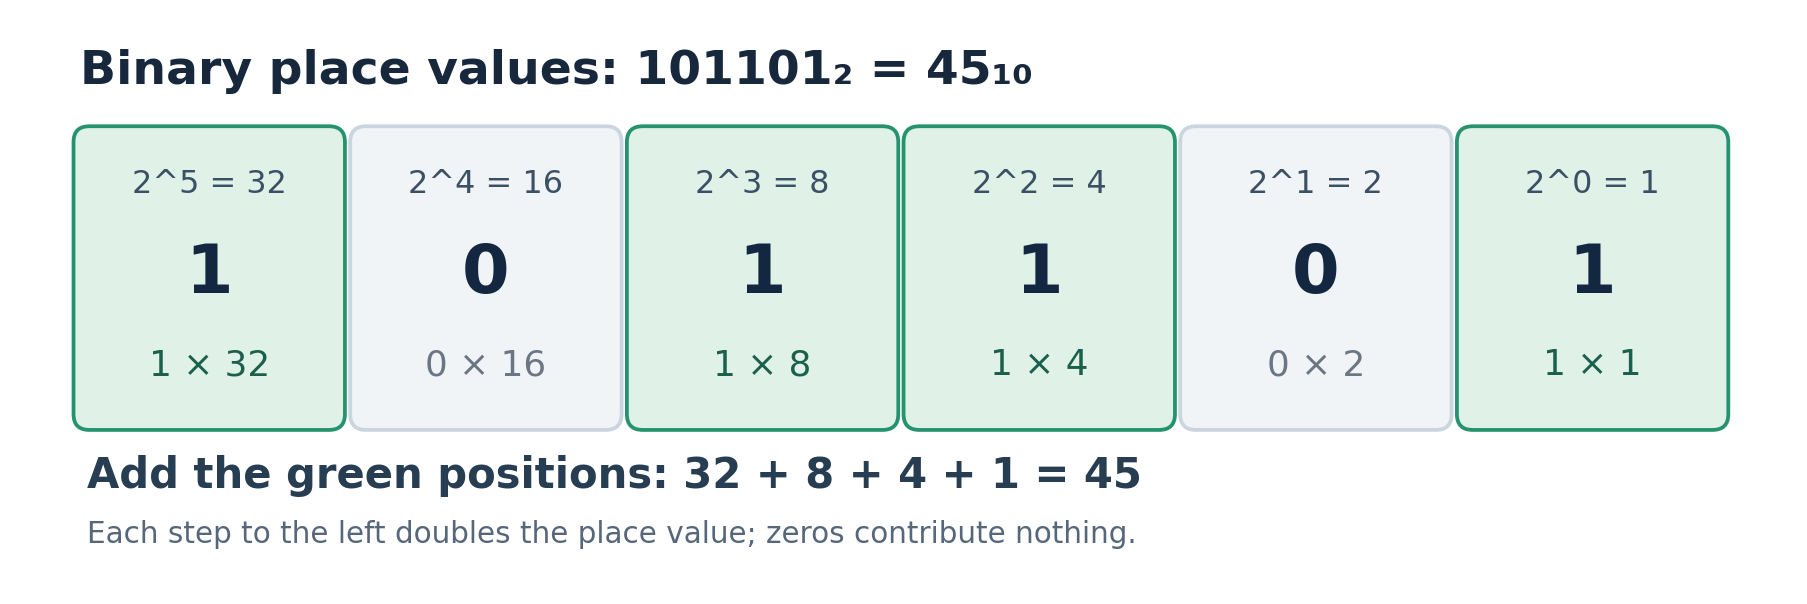 Binary place values: 101101₂ = 45₁₀
2^5 = 32 2^4 = 16 2^3 = 8 2^2 = 4 2^1 = 2 2^0 = 1
1 0 1 1 0 1
1 × 32 0 × 16 1 × 8 1 × 4 0 × 2 1 × 1
Add the green positions: 32 + 8 + 4 + 1 = 45
Each step to the left doubles the place value; zeros contribute nothing.